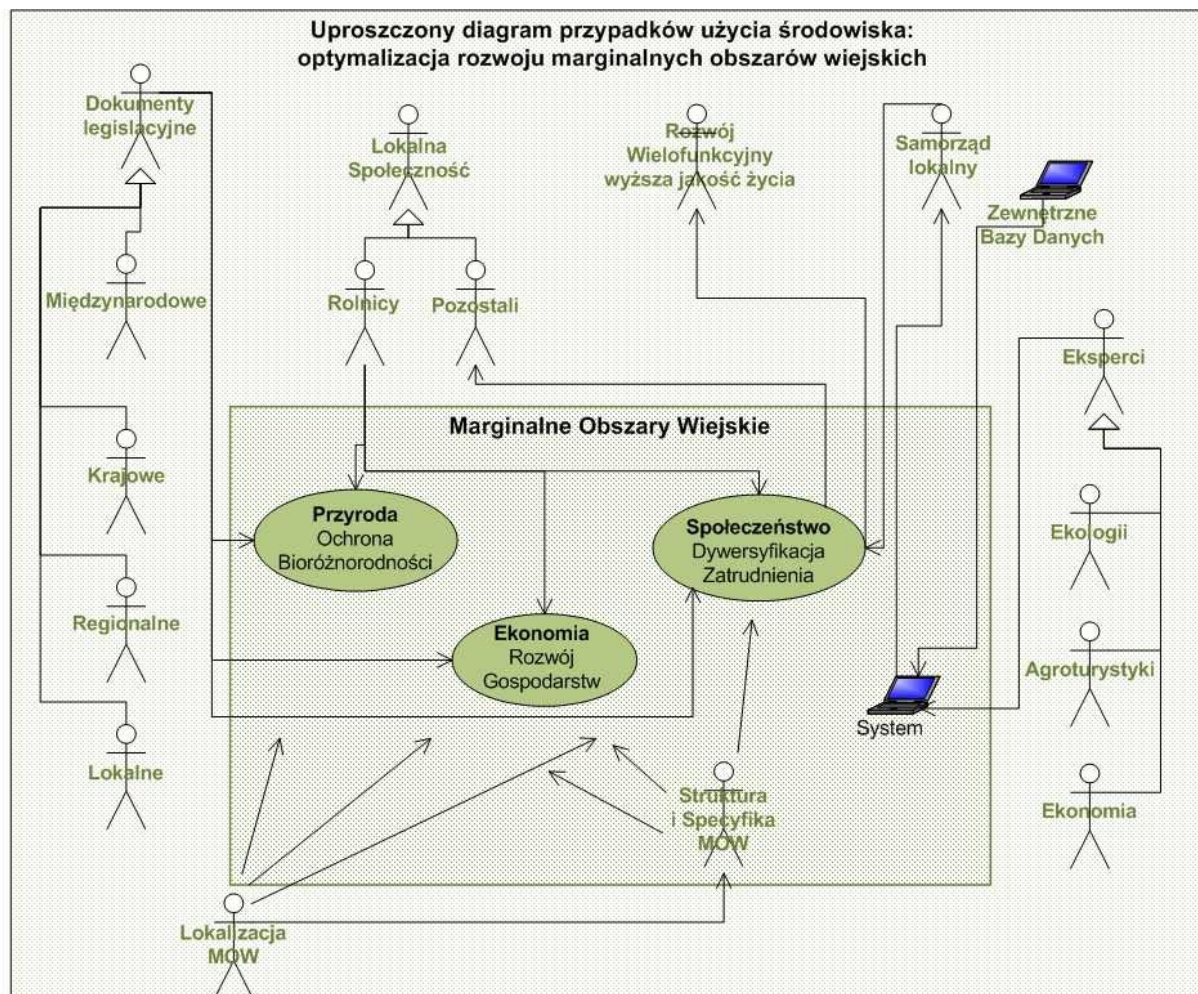 Uproszczony diagram przypadków użycia środowiska:
optymalizacja rozwoju marginalnych obszarów wiejskich
Dokumenty
legislacyjne
Lokalna
Społeczność
Rozwój
Wielofunkcyjny
wyższa jakość życia
Samorząd
lokalny
Zewnętrzne
Bazy Danych
Międzynarodowe
Rolnicy
Pozostali
Eksperci
Marginalne Obszary Wiejskie
Krajowe
Przyroda
Ochrona
Bioróżnorodności
Społeczeństwo
Dywersyfikacja
Zatrudnienia
Ekologii
Regionalne
Ekonomia
Rozwój
Gospodarstw
Agroturystyki
System
Lokalne
Struktura
i Specyfika
MOW
Ekonomia
Lokalizacja
MOW